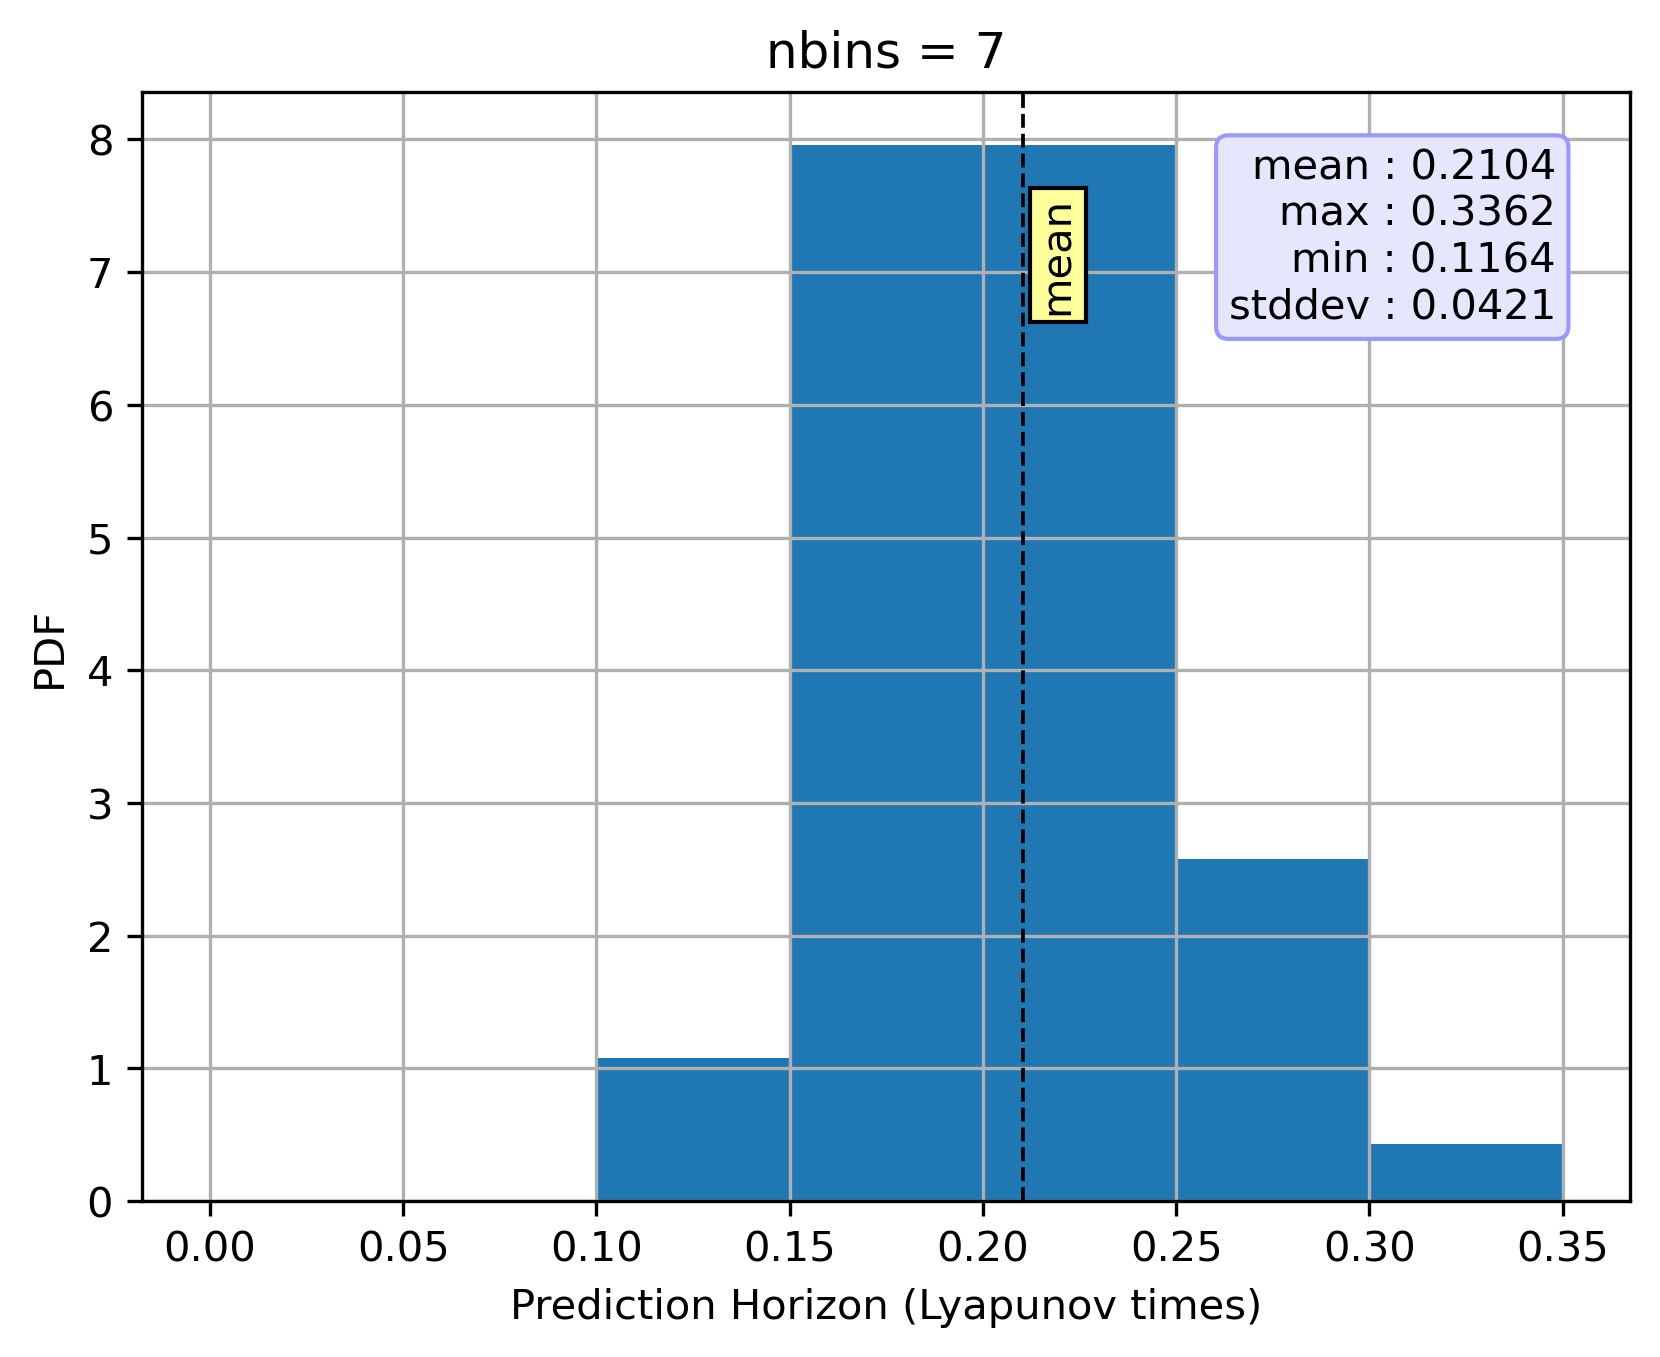 nbins = 7
8
7
6
5
4
3
2
1
0
PDF
mean
mean : 0.2104
max : 0.3362
min : 0.1164
stddev : 0.0421
0.00 0.05 0.10 0.15 0.20 0.25 0.30 0.35
Prediction Horizon (Lyapunov times)